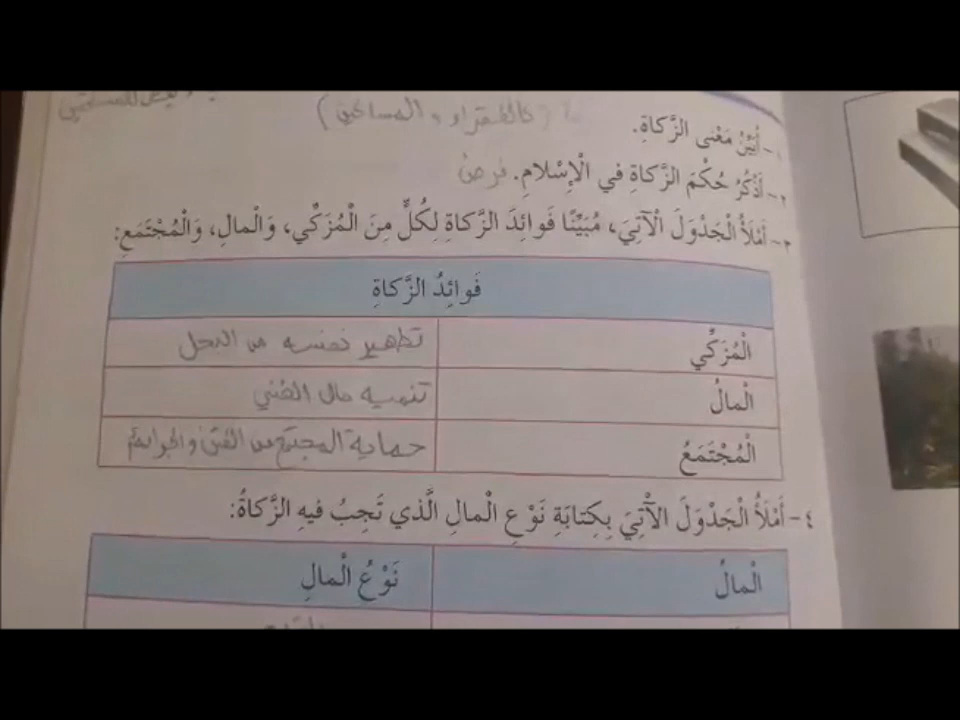 ١- أُبَيِّنُ مَعْنى الزَّكاةِ.
(كالفقراء والمساكين)
٢- أَذْكُرُ حُكْمَ الزَّكاةِ في الْإِسْلامِ. فرض
٣- أَمْلَأُ الْجَدْوَلَ الْآتِيَ، مُبَيِّنًا فَوائِدَ الزَّكاةِ لِكُلٍّ مِنَ الْمُزَكّي، وَالْمالِ، وَالْمُجْتَمَعِ:
فَوائِدُ الزَّكاةِ
الْمُزَكّي تطهير نفسه من البخل
الْمالُ تنميه مال الغني
الْمُجْتَمَعُ حماية المجتمع من الفتن والجرائم
٤- أَمْلَأُ الْجَدْوَلَ الْآتِيَ بِكِتابَةِ نَوْعِ الْمالِ الَّذي تَجِبُ فيهِ الزَّكاةُ:
الْمالُ نَوْعُ الْمالِ